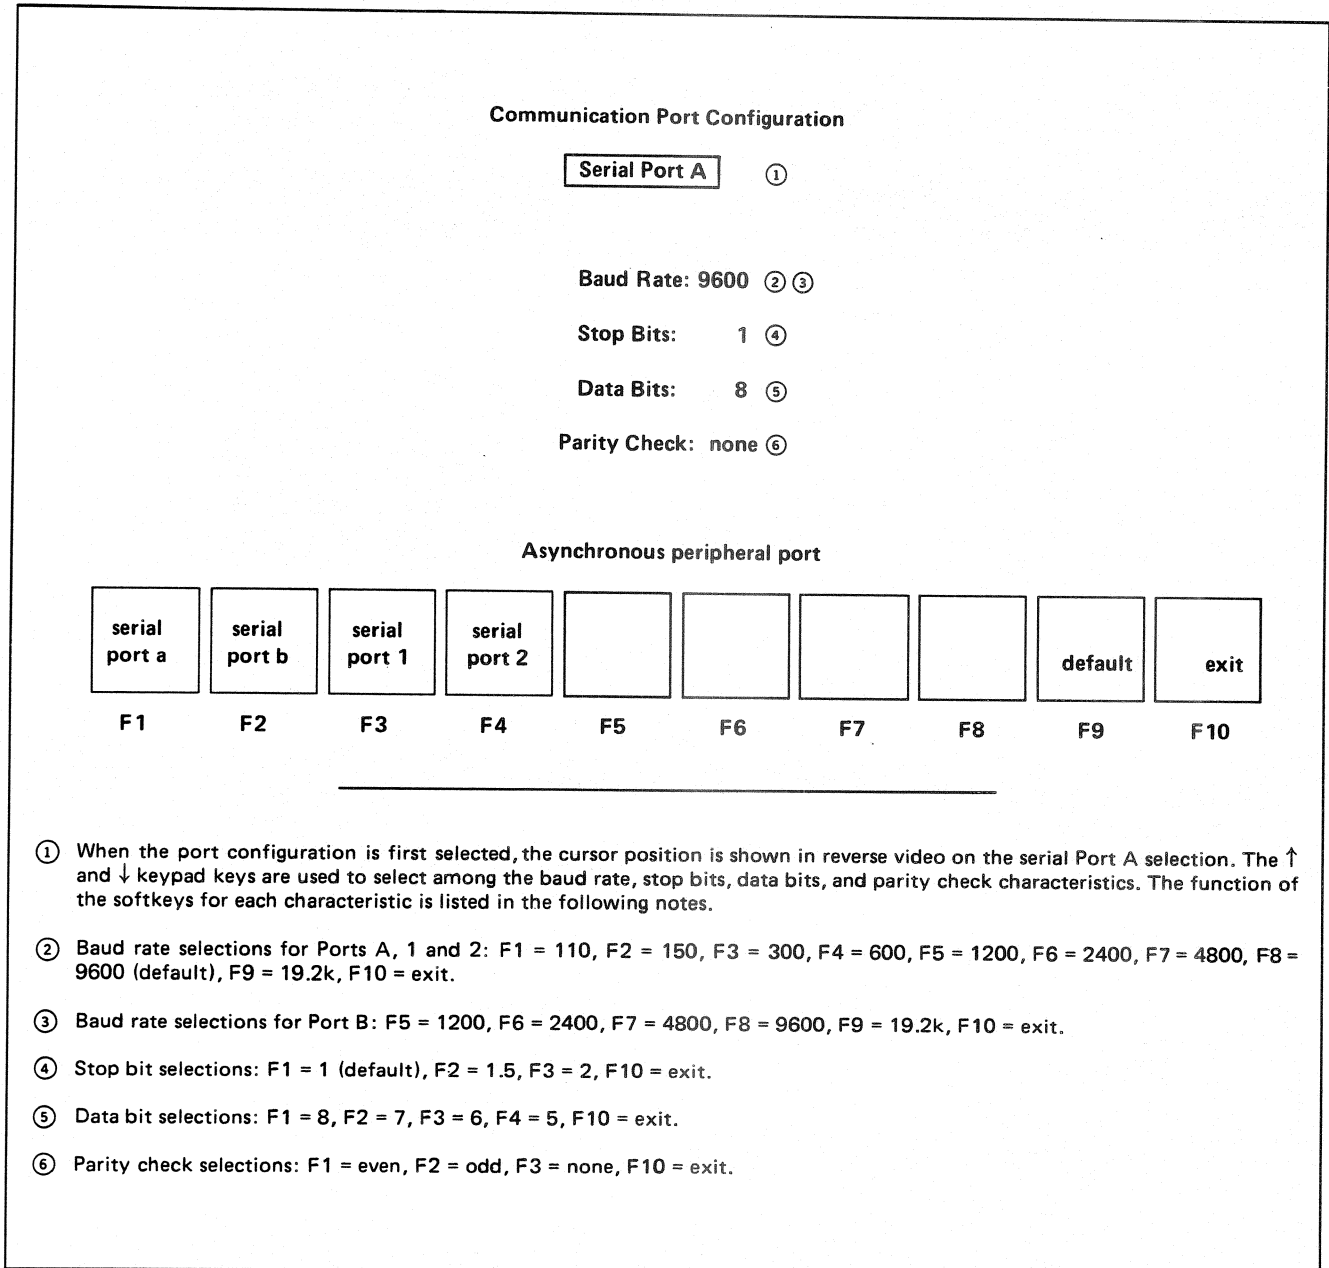 Communication Port Configuration
Serial Port A ①
Baud Rate: 9600 ② ③
Stop Bits: 1 ④
Data Bits: 8 ⑤
Parity Check: none ⑥
Asynchronous peripheral port
serial port a
serial port b
serial port 1
serial port 2
default
exit
F1 F2 F3 F4 F5 F6 F7 F8 F9 F10
① When the port configuration is first selected, the cursor position is shown in reverse video on the serial Port A selection. The ↑
and ↓ keypad keys are used to select among the baud rate, stop bits, data bits, and parity check characteristics. The function of
the softkeys for each characteristic is listed in the following notes.
② Baud rate selections for Ports A, 1 and 2: F1 = 110, F2 = 150, F3 = 300, F4 = 600, F5 = 1200, F6 = 2400, F7 = 4800, F8 =
9600 (default), F9 = 19.2k, F10 = exit.
③ Baud rate selections for Port B: F5 = 1200, F6 = 2400, F7 = 4800, F8 = 9600, F9 = 19.2k, F10 = exit.
④ Stop bit selections: F1 = 1 (default), F2 = 1.5, F3 = 2, F10 = exit.
⑤ Data bit selections: F1 = 8, F2 = 7, F3 = 6, F4 = 5, F10 = exit.
⑥ Parity check selections: F1 = even, F2 = odd, F3 = none, F10 = exit.